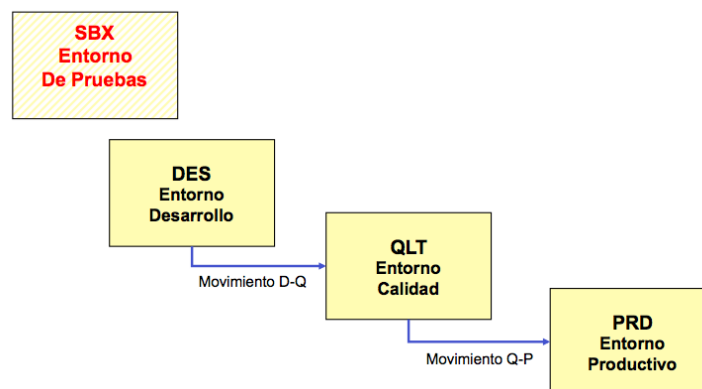 SBX
Entorno
De Pruebas
DES
Entorno
Desarrollo
Movimiento D-Q
QLT
Entorno
Calidad
Movimiento Q-P
PRD
Entorno
Productivo